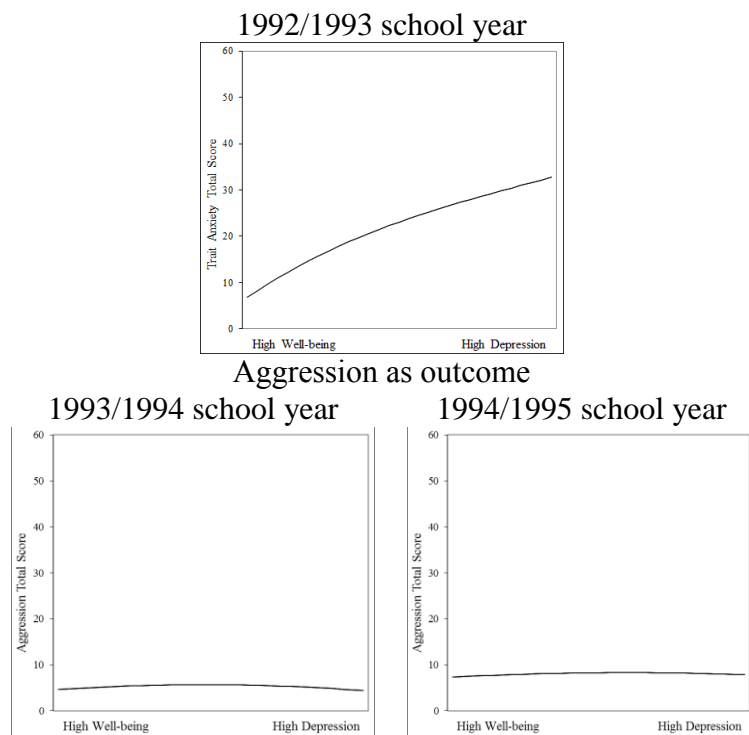 1992/1993 school year
60
50
40
30
20
10
0
Trait Anxiety Total Score
High Well-being High Depression
Aggression as outcome
1993/1994 school year 1994/1995 school year
60
50
40
30
20
10
0
Aggression Total Score
High Well-being High Depression
60
50
40
30
20
10
0
Aggression Total Score
High Well-being High Depression